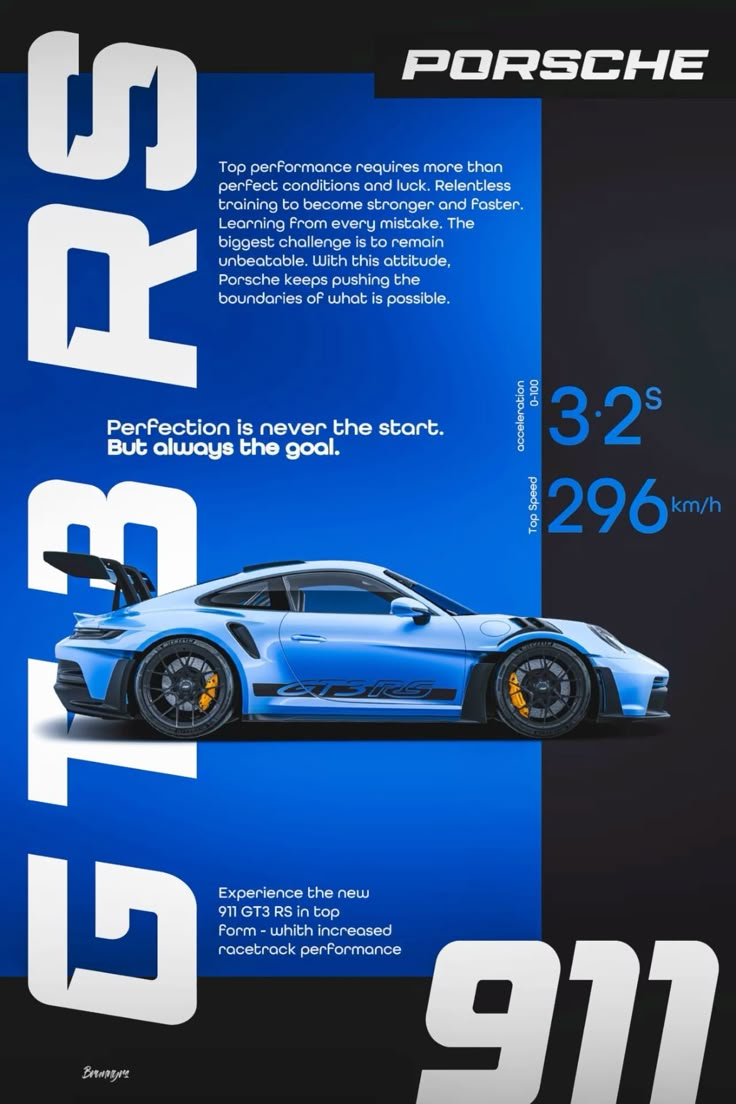 PORSCHE
GT3 RS
Top performance requires more than
perfect conditions and luck. Relentless
training to become stronger and faster.
Learning from every mistake. The
biggest challenge is to remain
unbeatable. With this attitude,
Porsche keeps pushing the
boundaries of what is possible.
acceleration
0-100
3.2s
Perfection is never the start.
But always the goal.
Top Speed
296km/h
GT3 RS
Experience the new
911 GT3 RS in top
form - whith increased
racetrack performance
911